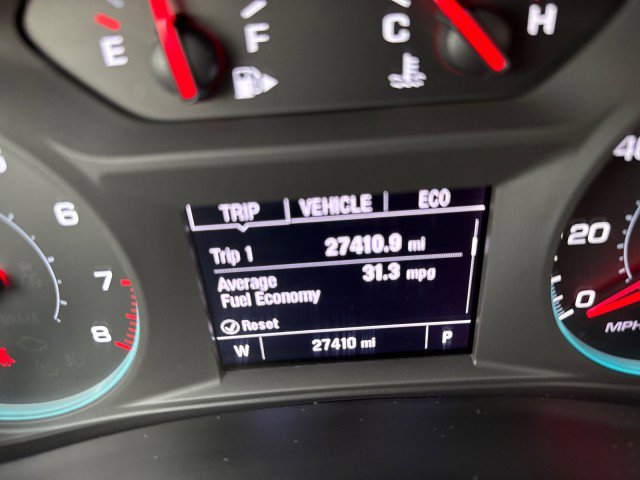 E F C H
TRIP VEHICLE ECO
Trip 1 27410.9 mi
Average 31.3 mpg
Fuel Economy
Reset
W 27410 mi P
6
7
8
40
20
0
MPH